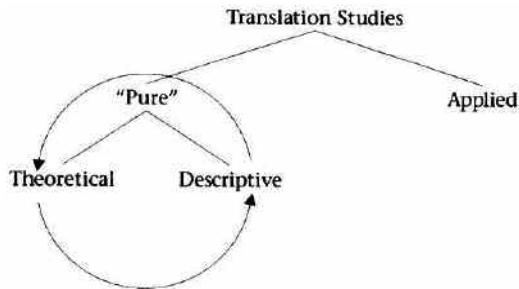 Translation Studies
"Pure"
Applied
Theoretical
Descriptive